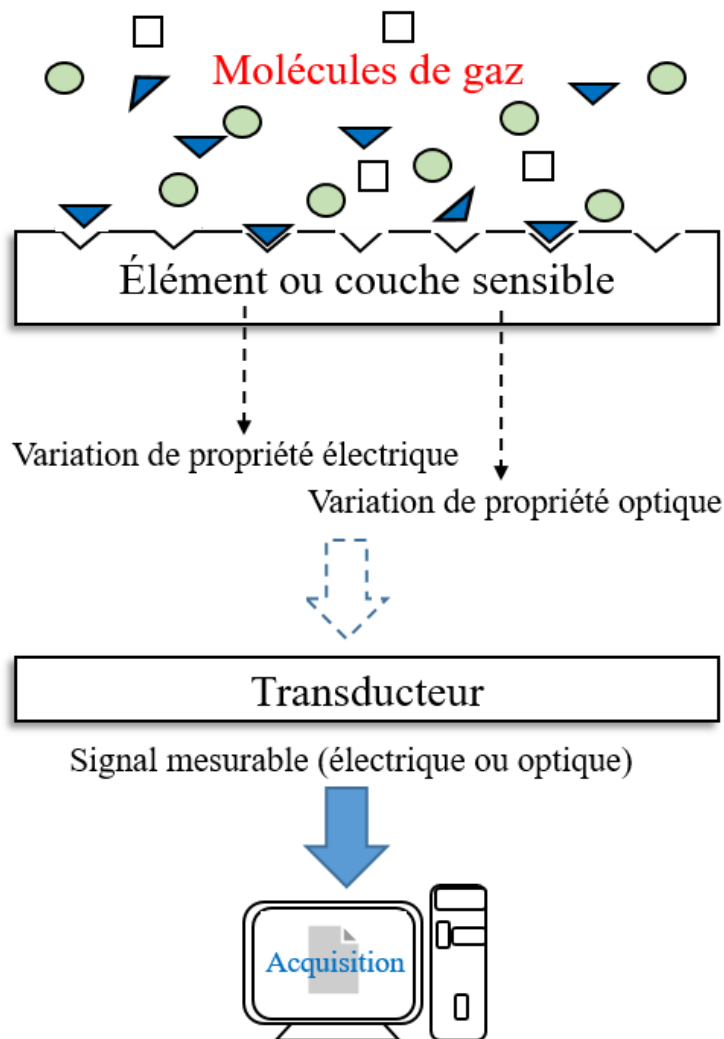 Molécules de gaz
Élément ou couche sensible
Variation de propriété électrique
Variation de propriété optique
Transducteur
Signal mesurable (électrique ou optique)
Acquisition